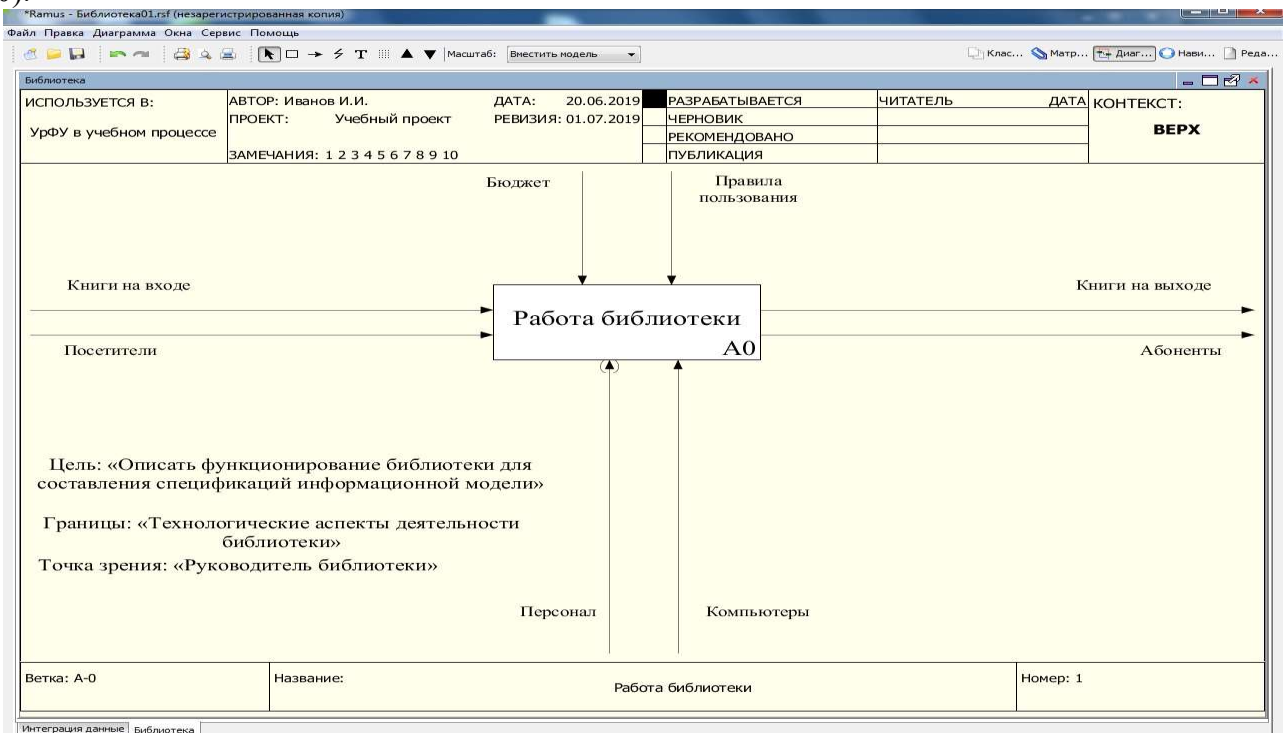 *Ramus - Библиотека01.rsf (незарегистрированная копия)
Файл Правка Диаграмма Окна Сервис Помощь
Масштаб: Вместить модель Клас... Матр... Диаг... Нави... Реда...
Библиотека
ИСПОЛЬЗУЕТСЯ В: АВТОР: Иванов И.И. ДАТА: 20.06.2019 РАЗРАБАТЫВАЕТСЯ ЧИТАТЕЛЬ ДАТА КОНТЕКСТ:
УрФУ в учебном процессе ПРОЕКТ: Учебный проект РЕВИЗИЯ: 01.07.2019 ЧЕРНОВИК ВЕРХ
РЕКОМЕНДОВАНО
ЗАМЕЧАНИЯ: 1 2 3 4 5 6 7 8 9 10 ПУБЛИКАЦИЯ
Бюджет Правила
пользования
Книги на входе Книги на выходе
Работа библиотеки
A0
Посетители Абоненты
Цель: «Описать функционирование библиотеки для
составления спецификаций информационной модели»
Границы: «Технологические аспекты деятельности
библиотеки»
Точка зрения: «Руководитель библиотеки»
Персонал Компьютеры
Ветка: A-0 Название: Работа библиотеки Номер: 1
Интеграция данные Библиотека